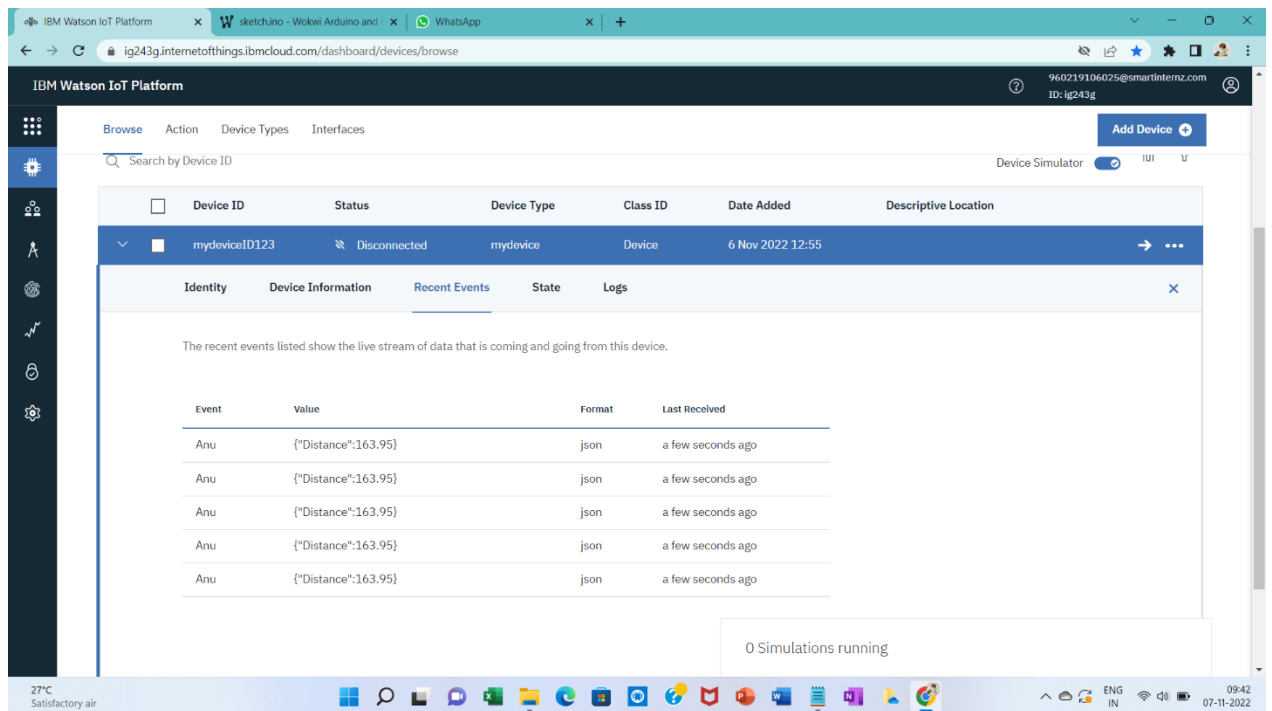 IBM Watson IoT Platform
sketch.ino - Wokwi Arduino and
WhatsApp
ig243g.internetofthings.ibmcloud.com/dashboard/devices/browse
IBM Watson IoT Platform
960219106025@smartinternz.com
ID: ig243g
Browse Action Device Types Interfaces
Add Device
Search by Device ID
Device Simulator
Device ID Status Device Type Class ID Date Added Descriptive Location
mydeviceID123 Disconnected mydevice Device 6 Nov 2022 12:55
Identity Device Information Recent Events State Logs
The recent events listed show the live stream of data that is coming and going from this device.
Event Value Format Last Received
Anu {"Distance":163.95} json a few seconds ago
Anu {"Distance":163.95} json a few seconds ago
Anu {"Distance":163.95} json a few seconds ago
Anu {"Distance":163.95} json a few seconds ago
Anu {"Distance":163.95} json a few seconds ago
0 Simulations running
27°C
Satisfactory air
ENG
IN
09:42
07-11-2022